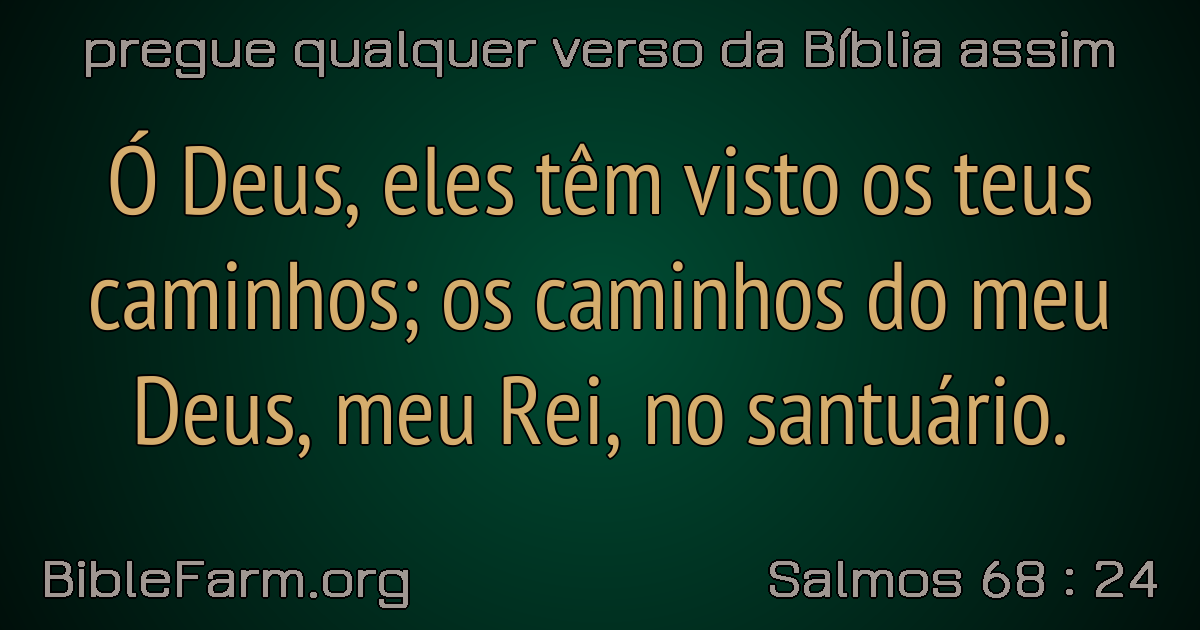 pregue qualquer verso da Bíblia assim
Ó Deus, eles têm visto os teus
caminhos; os caminhos do meu
Deus, meu Rei, no santuário.
BibleFarm.org
Salmos 68 : 24